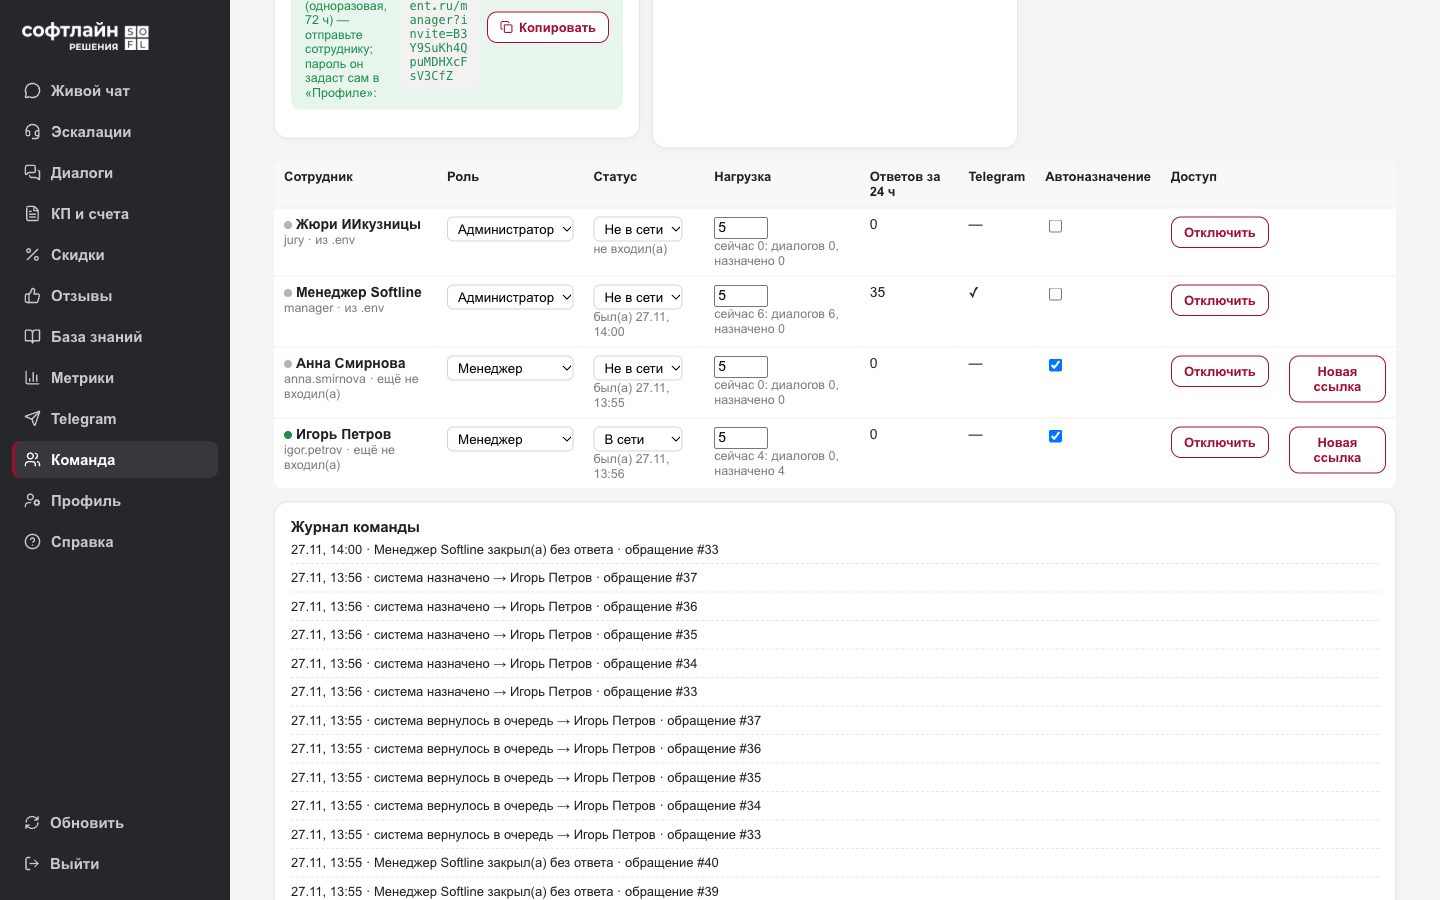 софтлайн
РЕШЕНИЯ
SO
FL
Живой чат
Эскалации
Диалоги
КП и счета
Скидки
Отзывы
База знаний
Метрики
Telegram
Команда
Профиль
Справка
Обновить
Выйти
(одноразовая,
72 ч) —
отправьте
сотруднику;
пароль он
задаст сам в
«Профиле»:
ent.ru/m
anager?i
nvite=B3
Y9SuKh4Q
puMDHXcF
sV3CfZ
Копировать
Сотрудник Роль Статус Нагрузка Ответов за 24 ч Telegram Автоназначение Доступ
Жюри ИИкузницы Администратор Не в сети 5 0 — Отключить
jury · из .env не входил(а) сейчас 0: диалогов 0,
назначено 0
Менеджер Softline Администратор Не в сети 5 35 ✓ Отключить
manager · из .env был(а) 27.11, сейчас 6: диалогов 6,
14:00 назначено 0
Анна Смирнова Менеджер Не в сети 5 0 — Отключить Новая ссылка
anna.smirnova · ещё не был(а) 27.11, сейчас 0: диалогов 0,
входил(а) 13:55 назначено 0
Игорь Петров Менеджер В сети 5 0 — Отключить Новая ссылка
igor.petrov · ещё не был(а) 27.11, сейчас 4: диалогов 0,
входил(а) 13:56 назначено 4
Журнал команды
27.11, 14:00 · Менеджер Softline закрыл(а) без ответа · обращение #33
27.11, 13:56 · система назначено → Игорь Петров · обращение #37
27.11, 13:56 · система назначено → Игорь Петров · обращение #36
27.11, 13:56 · система назначено → Игорь Петров · обращение #35
27.11, 13:56 · система назначено → Игорь Петров · обращение #34
27.11, 13:56 · система назначено → Игорь Петров · обращение #33
27.11, 13:55 · система вернулось в очередь → Игорь Петров · обращение #37
27.11, 13:55 · система вернулось в очередь → Игорь Петров · обращение #36
27.11, 13:55 · система вернулось в очередь → Игорь Петров · обращение #35
27.11, 13:55 · система вернулось в очередь → Игорь Петров · обращение #34
27.11, 13:55 · система вернулось в очередь → Игорь Петров · обращение #33
27.11, 13:55 · Менеджер Softline закрыл(а) без ответа · обращение #40
27.11, 13:55 · Менеджер Softline закрыл(а) без ответа · обращение #39